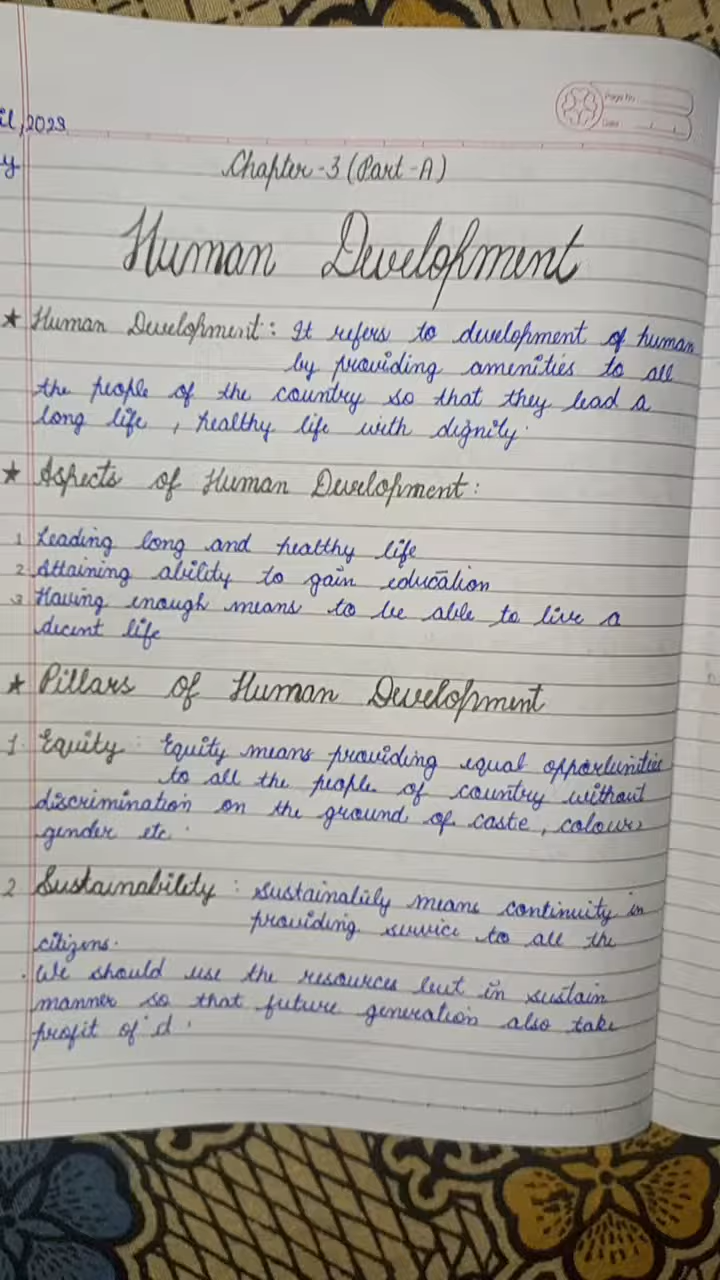 il, 2023
Page No.
Date
y
Chapter-3 (Part-A)
Human Development
★ Human Development: It refers to development of human
by providing amenities to all
the people of the country so that they lead a
long life, healthy life with dignity.
★ Aspects of Human Development:
1 Leading long and healthy life
2. Attaining ability to gain education
3 Having enough means to be able to live a
decent life
★ Pillars of Human Development
1. Equity: Equity means providing equal opportunities
to all the people of country without
discrimination on the ground of caste, colour,
gender etc.
2 Sustainability: sustainabily means continuity in
providing service to all the
citizens.
. We should use the resources but in sustain
manner so that future generation also take
profit of